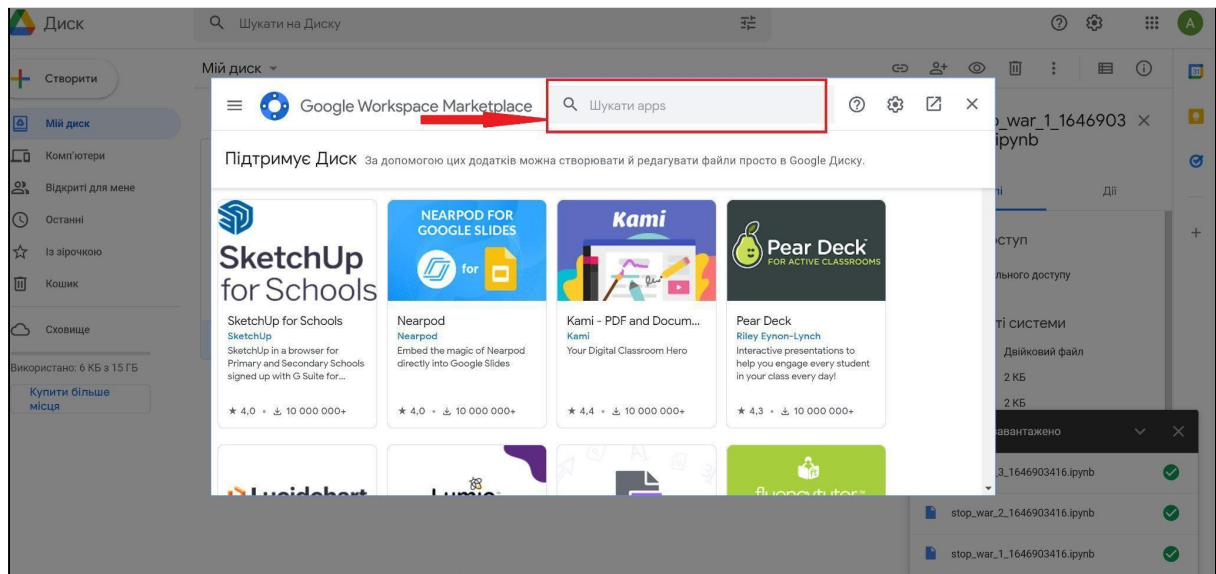 Диск
Шукати на Диску
A
Створити
Мій диск
Мій диск
Комп'ютери
Відкриті для мене
Останні
Із зірочкою
Кошик
Сховище
Використано: 6 КБ з 15 ГБ
Купити більше
місця
Google Workspace Marketplace
Шукати apps
Підтримує Диск За допомогою цих додатків можна створювати й редагувати файли просто в Google Диску.
SketchUp
for Schools
SketchUp for Schools
SketchUp
SketchUp in a browser for
Primary and Secondary Schools
signed up with G Suite for...
4,0 10 000 000+
NEARPOD FOR
GOOGLE SLIDES
for
Nearpod
Nearpod
Embed the magic of Nearpod
directly into Google Slides
4,0 10 000 000+
Kami
Kami - PDF and Docum...
Kami
Your Digital Classroom Hero
4,4 10 000 000+
Pear Deck
FOR ACTIVE CLASSROOMS
Pear Deck
Riley Eynon-Lynch
Interactive presentations to
help you engage every student
in your class every day!
4,3 10 000 000+
_war_1_1646903
ipynb
Дії
31
Двійковий файл
2 КБ
2 КБ
_3_1646903416.ipynb
stop_war_2_1646903416.ipynb
stop_war_1_1646903416.ipynb